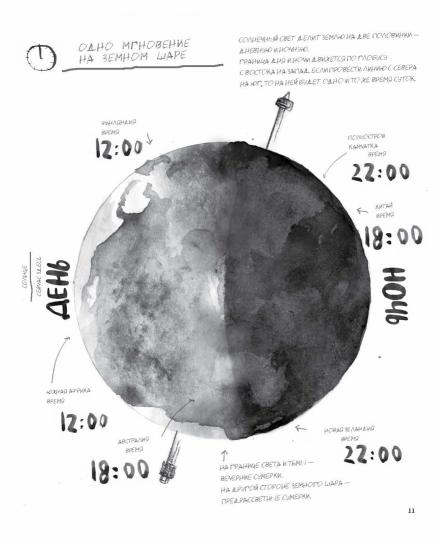 ОДНО МГНОВЕНИЕ
НА ЗЕМНОМ ШАРЕ
СОЛНЕЧНЫЙ СВЕТ ДЕЛИТ ЗЕМЛЮ НА ДВЕ ПОЛОВИНКИ —
ДНЕВНУЮ И НОЧНУЮ.
ГРАНИЦА ДНЯ И НОЧИ ДВИЖЕТСЯ ПО ГЛОБУСУ
С ВОСТОКА НА ЗАПАД. ЕСЛИ ПРОВЕСТИ ЛИНИЮ С СЕВЕРА
НА ЮГ, ТО НА НЕЙ БУДЕТ ОДНО И ТО ЖЕ ВРЕМЯ СУТОК.
ФИНЛЯНДИЯ
ВРЕМЯ
12:00
ПОЛУОСТРОВ
КАМЧАТКА
ВРЕМЯ
22:00
КИТАЙ
ВРЕМЯ
18:00
СОЛНЦЕ
СЕЙЧАС ЗДЕСЬ
ДЕНЬ
НОЧЬ
ЮЖНАЯ АФРИКА
ВРЕМЯ
12:00
АВСТРАЛИЯ
ВРЕМЯ
18:00
НОВАЯ ЗЕЛАНДИЯ
ВРЕМЯ
22:00
НА ГРАНИЦЕ СВЕТА И ТЬМЫ —
ВЕЧЕРНИЕ СУМЕРКИ.
НА ДРУГОЙ СТОРОНЕ ЗЕМНОГО ШАРА —
ПРЕДРАССВЕТНЫЕ СУМЕРКИ.
11